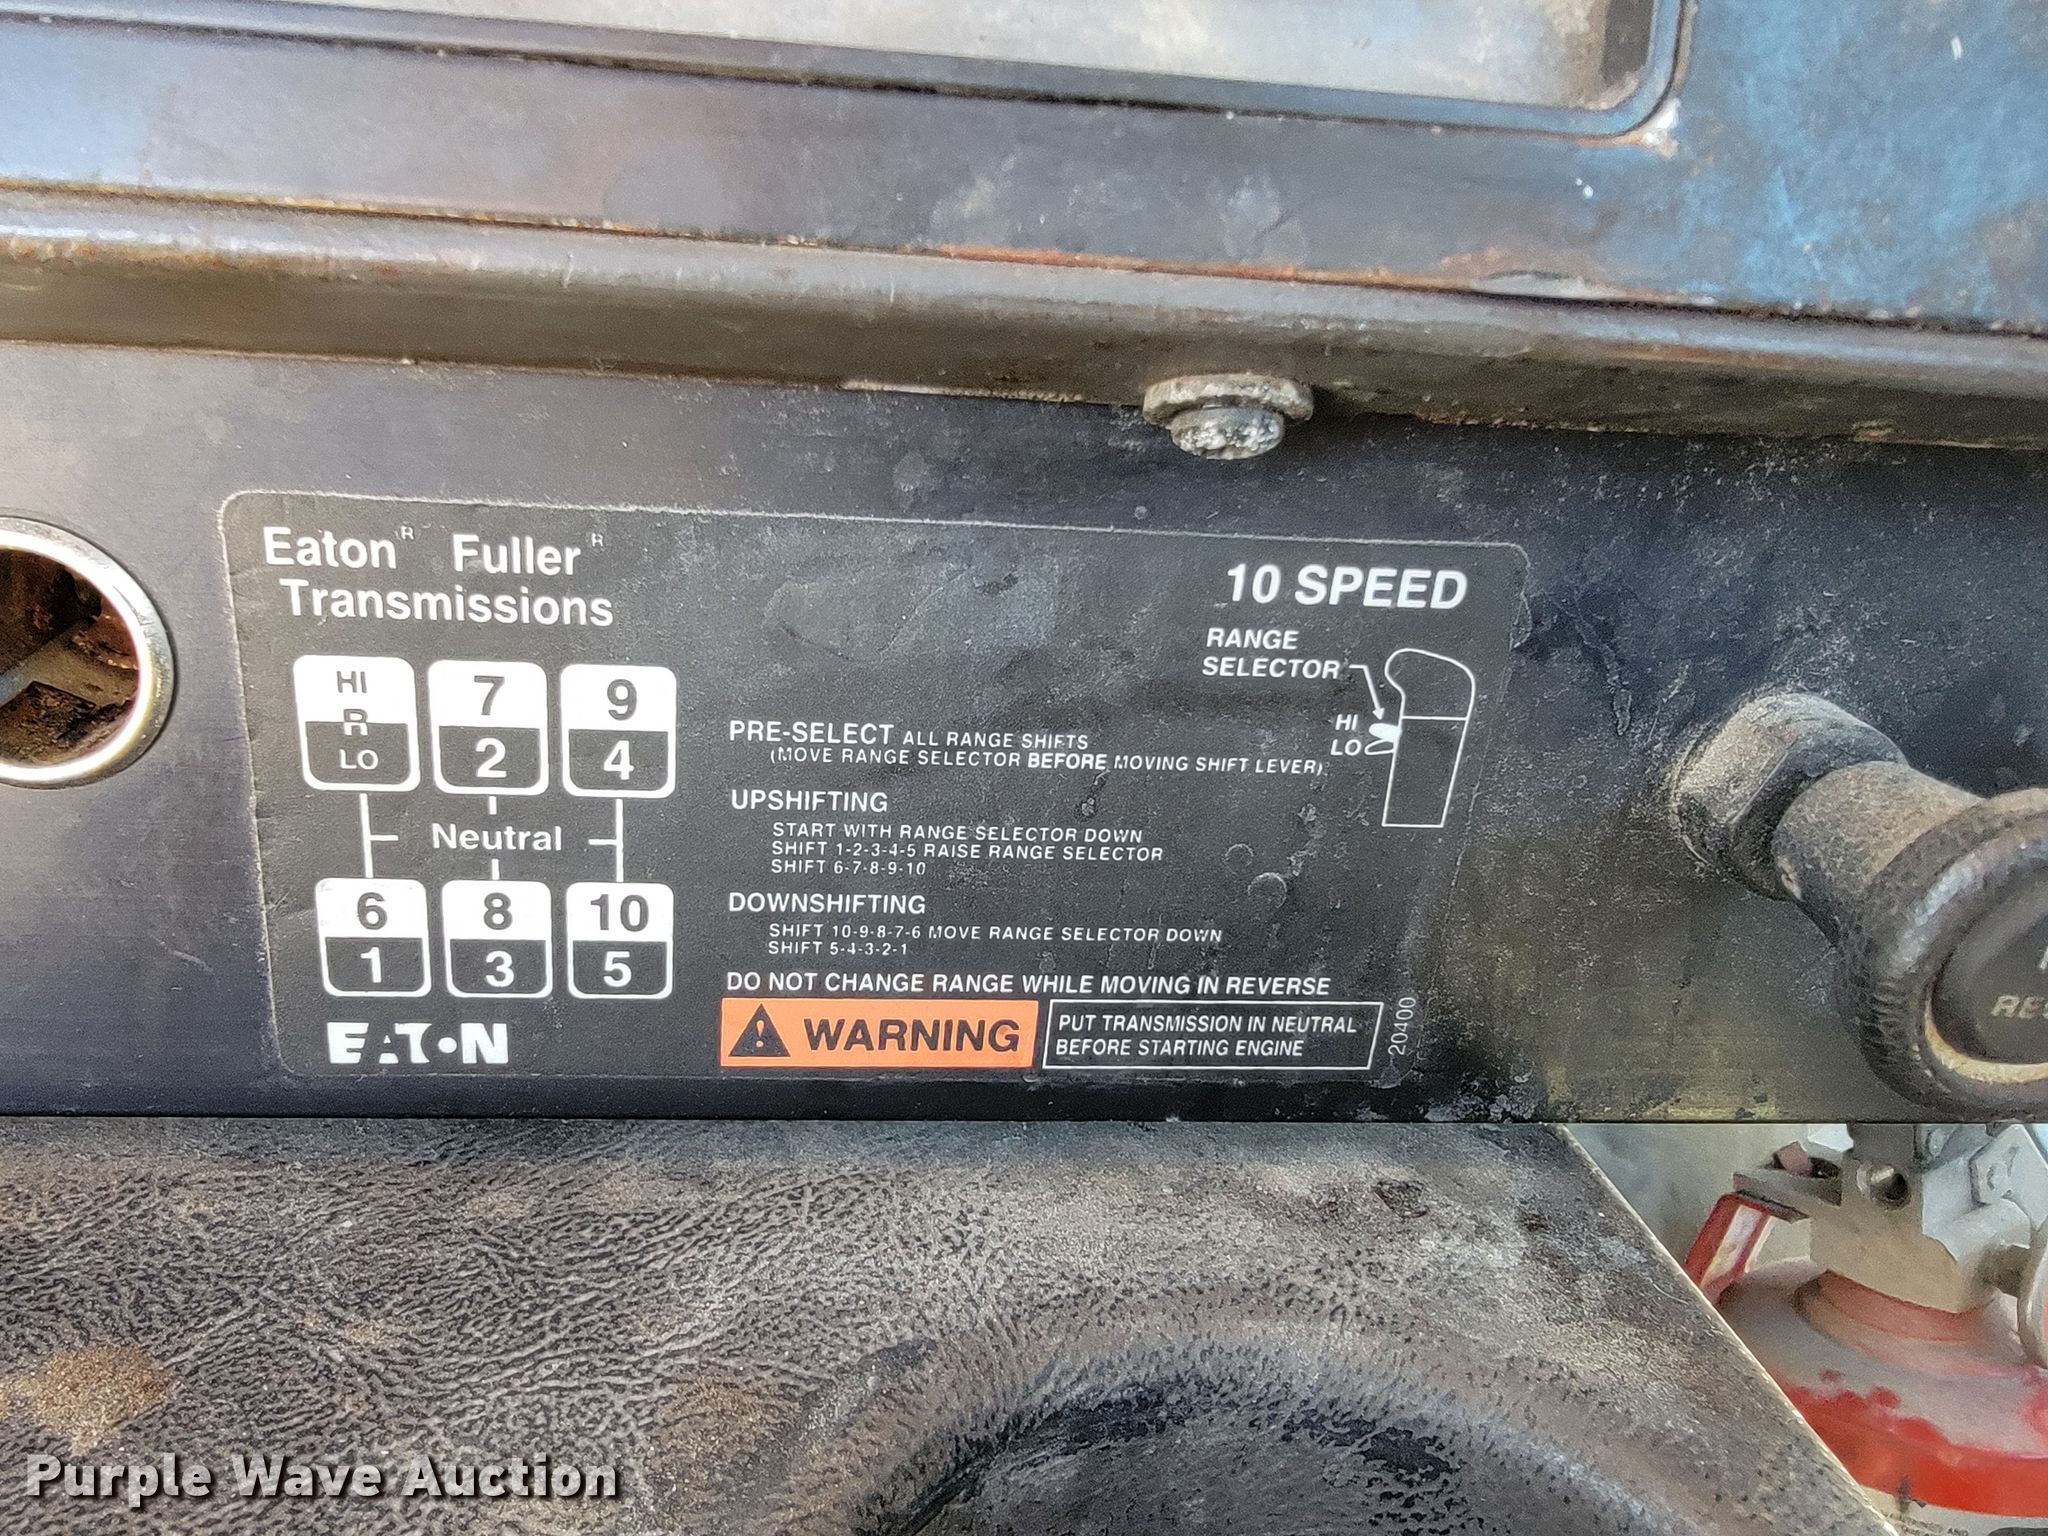 Eaton® Fuller®
Transmissions
HI
R
LO
7
2
9
4
Neutral
6
1
8
3
10
5
EATON
10 SPEED
RANGE
SELECTOR
HI
LO
PRE-SELECT ALL RANGE SHIFTS
(MOVE RANGE SELECTOR BEFORE MOVING SHIFT LEVER)
UPSHIFTING
START WITH RANGE SELECTOR DOWN
SHIFT 1-2-3-4-5 RAISE RANGE SELECTOR
SHIFT 6-7-8-9-10
DOWNSHIFTING
SHIFT 10-9-8-7-6 MOVE RANGE SELECTOR DOWN
SHIFT 5-4-3-2-1
DO NOT CHANGE RANGE WHILE MOVING IN REVERSE
WARNING
PUT TRANSMISSION IN NEUTRAL
BEFORE STARTING ENGINE
20400
Purple Wave Auction